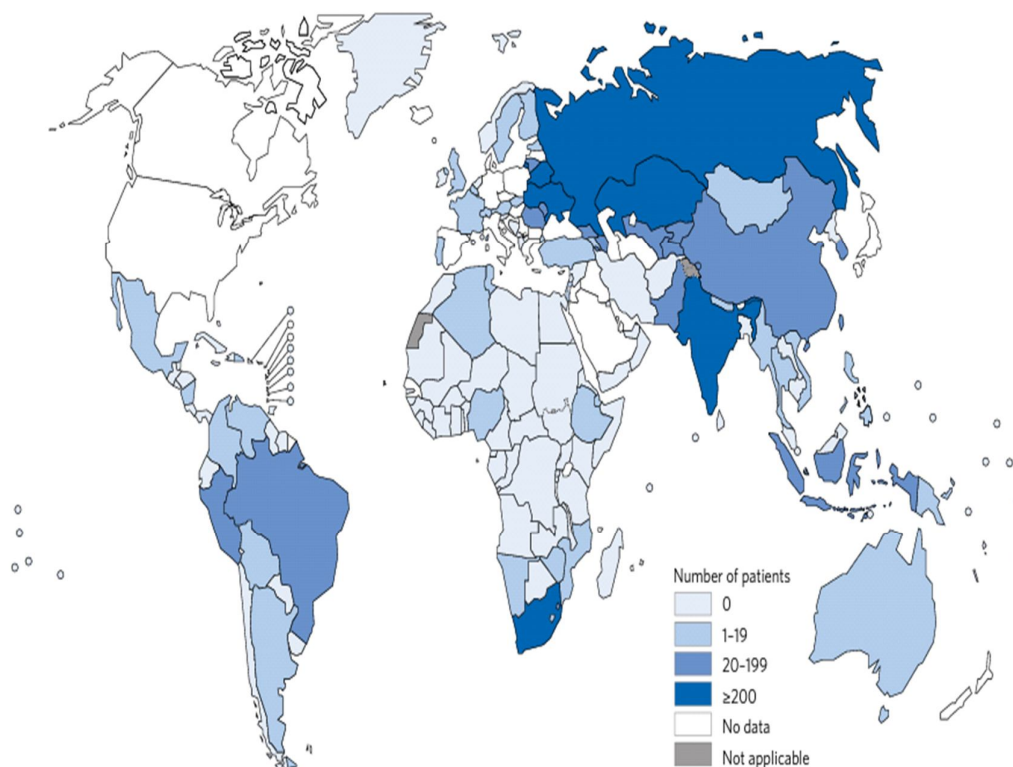 Number of patients
0
1–19
20–199
≥200
No data
Not applicable